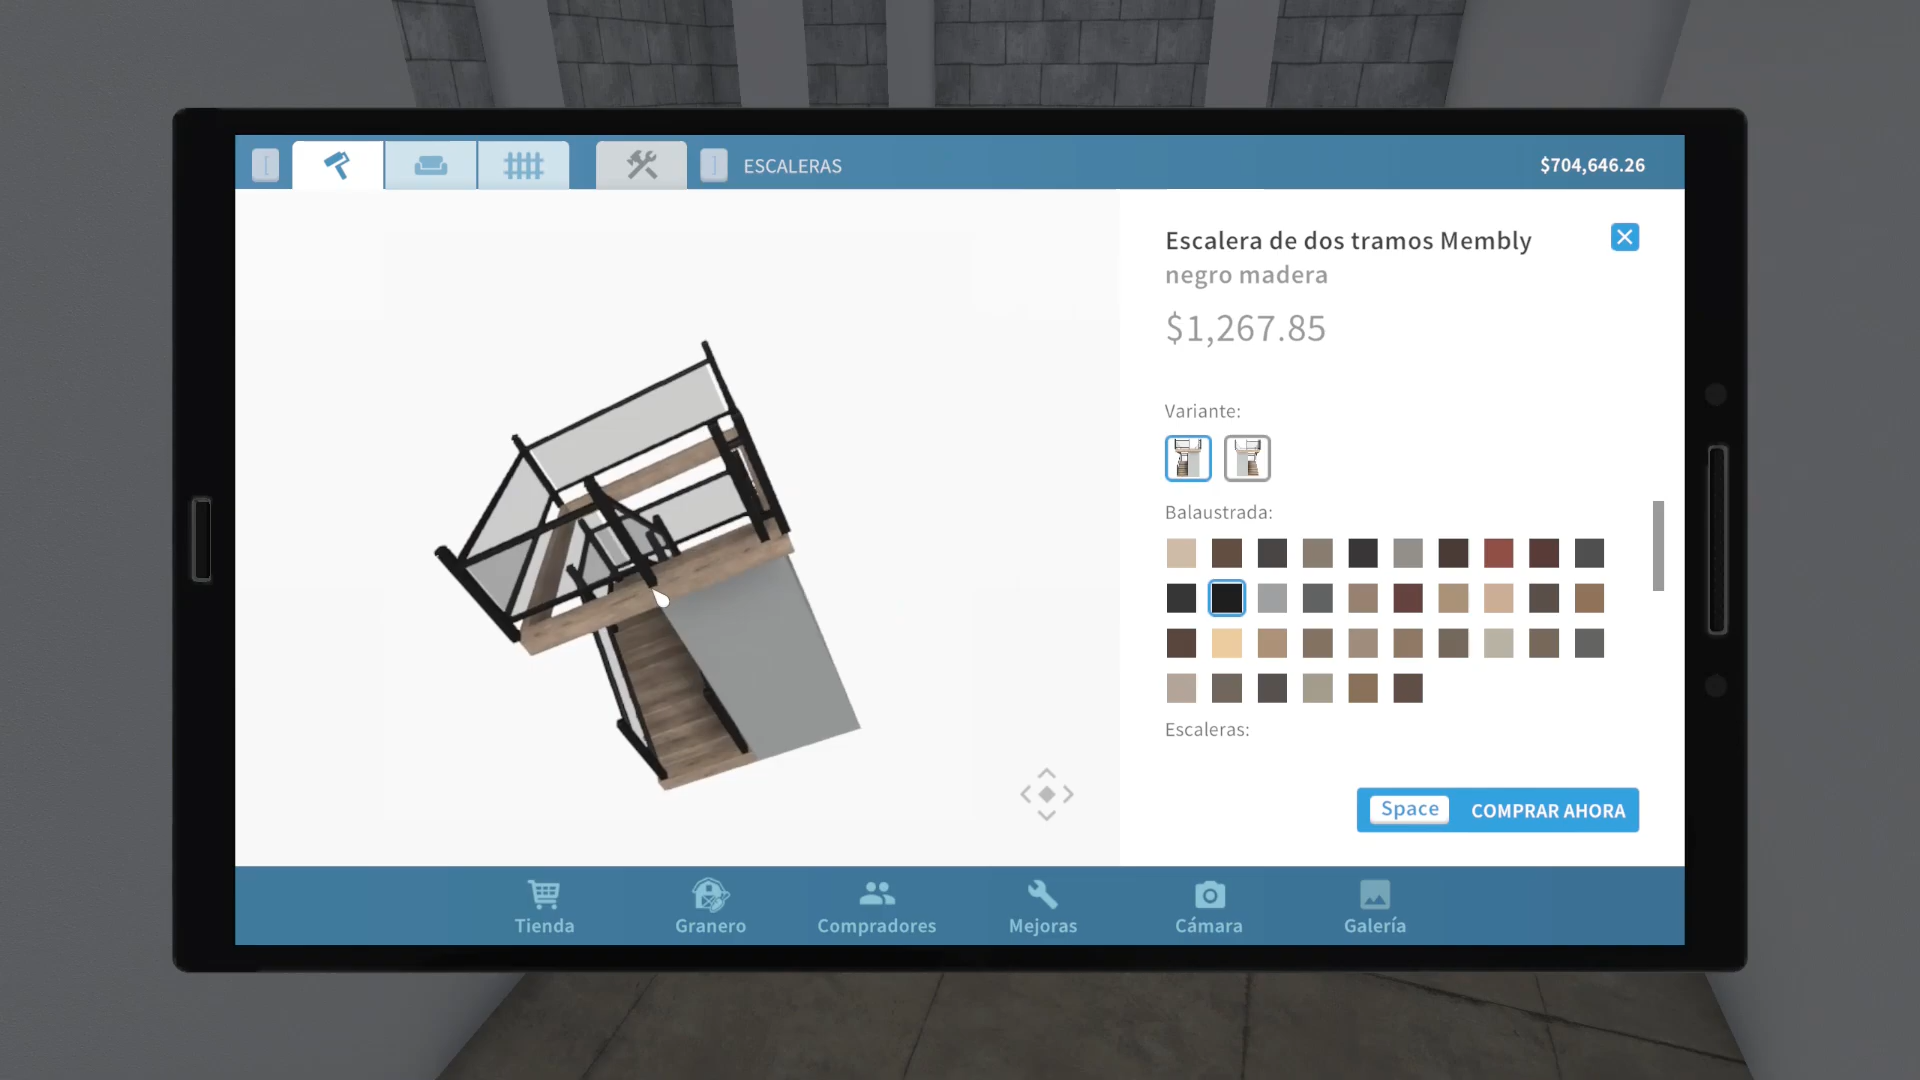 ESCALERAS
$704,646.26
Escalera de dos tramos Membly
negro madera
$1,267.85
Variante:
Balaustrada:
Escaleras:
Space COMPRAR AHORA
Tienda
Granero
Compradores
Mejoras
Cámara
Galería